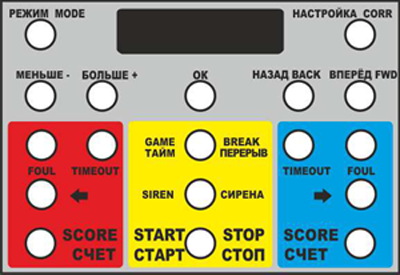 РЕЖИМ MODE
НАСТРОЙКА CORR
МЕНЬШЕ - БОЛЬШЕ + OK НАЗАД BACK ВПЕРЁД FWD
GAME BREAK
ТАЙМ ПЕРЕРЫВ
FOUL TIMEOUT
TIMEOUT FOUL
SIREN СИРЕНА
SCORE
СЧЕТ
START STOP
СТАРТ СТОП
SCORE
СЧЕТ